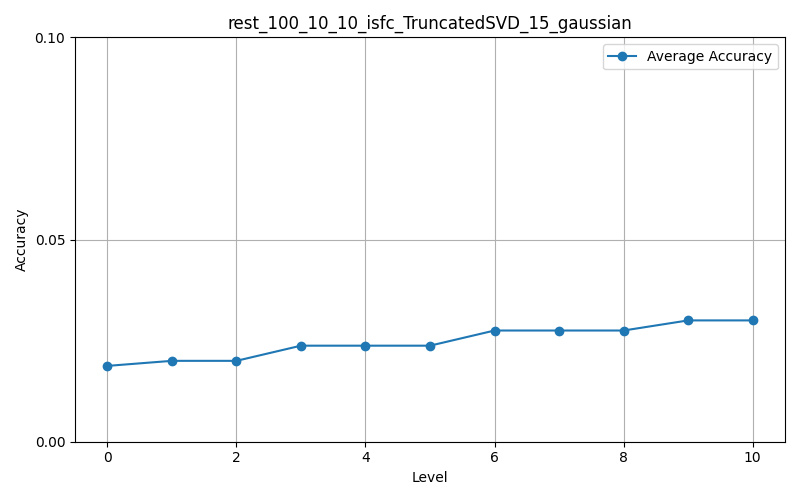 rest_100_10_10_isfc_TruncatedSVD_15_gaussian
Average Accuracy
Accuracy
0.10
0.05
0.00
0 2 4 6 8 10
Level